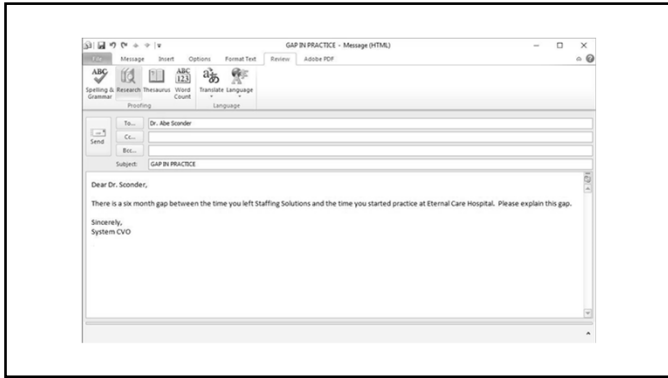 GAP IN PRACTICE - Message (HTML)
File Message Insert Options Format Text Review Adobe PDF
ABC ABC 123
Spelling & Grammar Research Thesaurus Word Count Translate Language
Proofing Language
To... Dr. Abe Sconder
Cc...
Send
Bcc...
Subject: GAP IN PRACTICE
Dear Dr. Sconder,
There is a six month gap between the time you left Staffing Solutions and the time you started practice at Eternal Care Hospital. Please explain this gap.
Sincerely,
System CVO